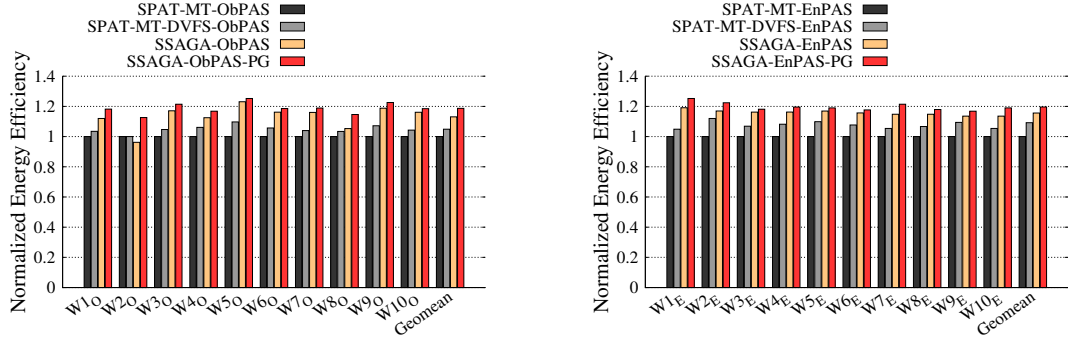 SPAT-MT-ObPAS
SPAT-MT-DVFS-ObPAS
SSAGA-ObPAS
SSAGA-ObPAS-PG
Normalized Energy Efficiency
1.4
1.2
1
0.8
0.6
0.4
0.2
0
W1O
W2O
W3O
W4O
W5O
W6O
W7O
W8O
W9O
W10O
Geomean
SPAT-MT-EnPAS
SPAT-MT-DVFS-EnPAS
SSAGA-EnPAS
SSAGA-EnPAS-PG
Normalized Energy Efficiency
1.4
1.2
1
0.8
0.6
0.4
0.2
0
W1E
W2E
W3E
W4E
W5E
W6E
W7E
W8E
W9E
W10E
Geomean